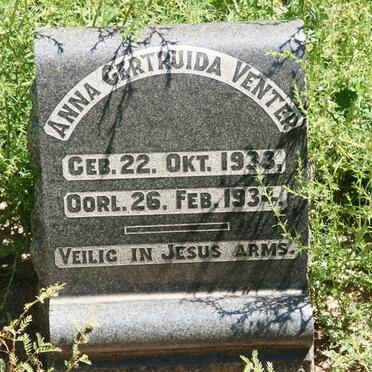 ANNA GERTRUIDA VENTER
GEB. 22. OKT. 1933.
OORL. 26. FEB.
VEILIG IN JESUS ARMS.